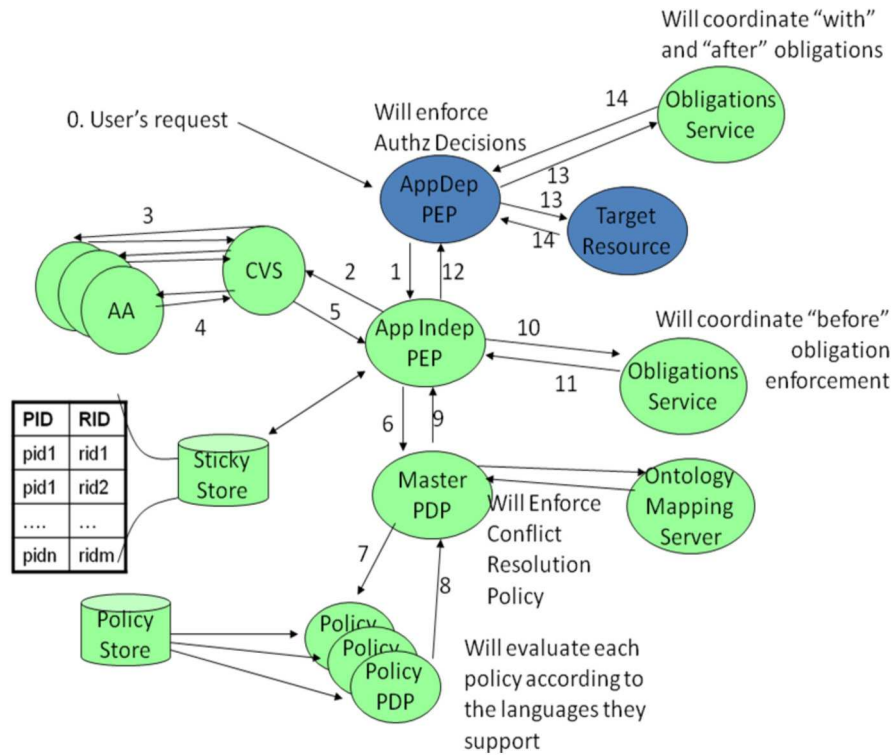 Will coordinate “with”
and “after” obligations
14
Obligations
Service
0. User’s request
Will enforce
Authz Decisions
13
AppDep
PEP
13
14
Target
Resource
3
CVS
AA
4
2
5
1
12
App Indep
PEP
10
11
Will coordinate “before”
obligation
enforcement
Obligations
Service
6
9
PID RID
pid1 rid1
pid1 rid2
.... ...
pidn ridm
Sticky
Store
Master
PDP
Will Enforce
Conflict
Resolution
Policy
Ontology
Mapping
Server
7
8
Policy
Store
Policy
Policy
Policy
PDP
Will evaluate each
policy according to
the languages they
support